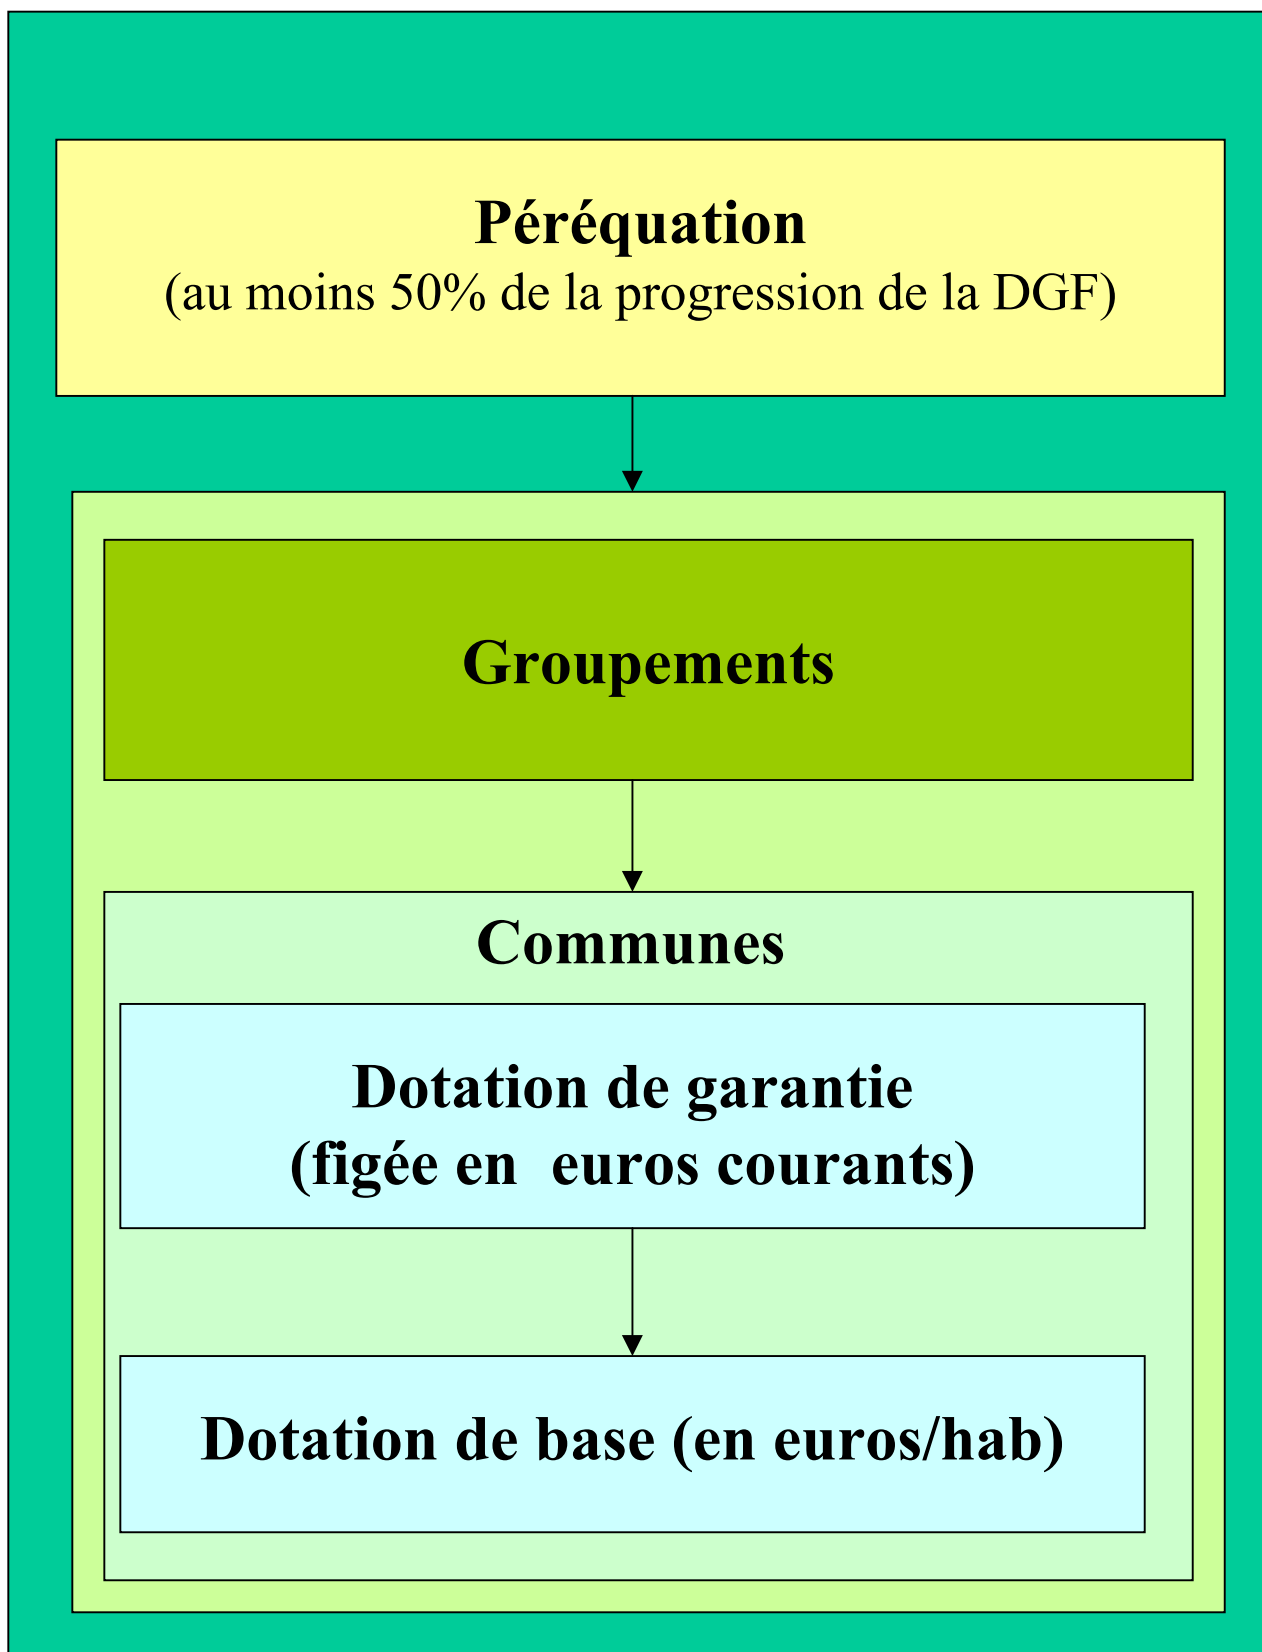 Péréquation
(au moins 50% de la progression de la DGF)
Groupements
Communes
Dotation de garantie
(figée en  euros courants)
Dotation de base (en euros/hab)